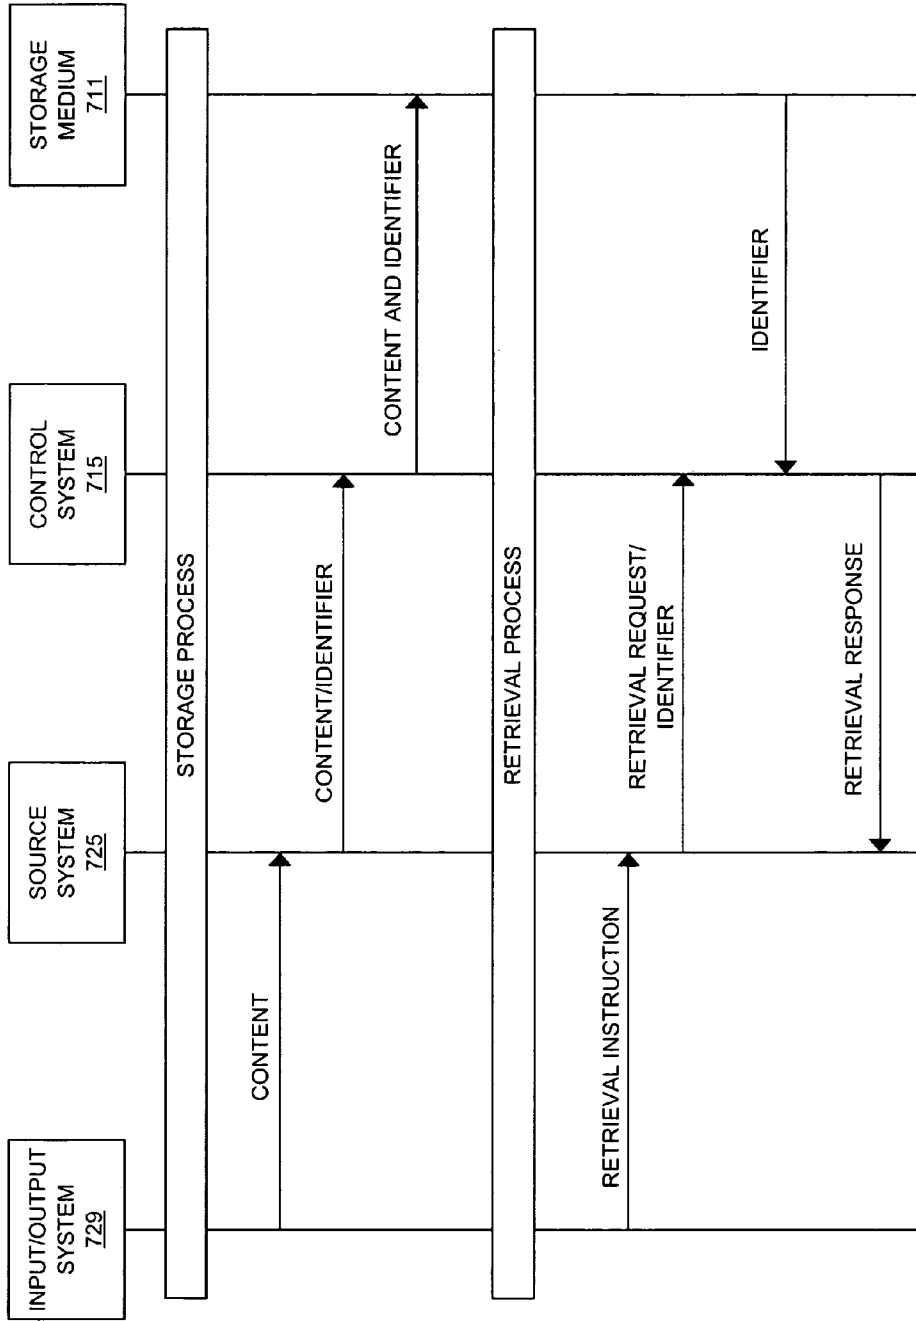 INPUT/OUTPUT
SYSTEM
729
SOURCE
SYSTEM
725
CONTROL
SYSTEM
715
STORAGE
MEDIUM
711
STORAGE PROCESS
CONTENT
CONTENT/IDENTIFIER
CONTENT AND IDENTIFIER
RETRIEVAL PROCESS
RETRIEVAL INSTRUCTION
RETRIEVAL REQUEST/
IDENTIFIER
IDENTIFIER
RETRIEVAL RESPONSE